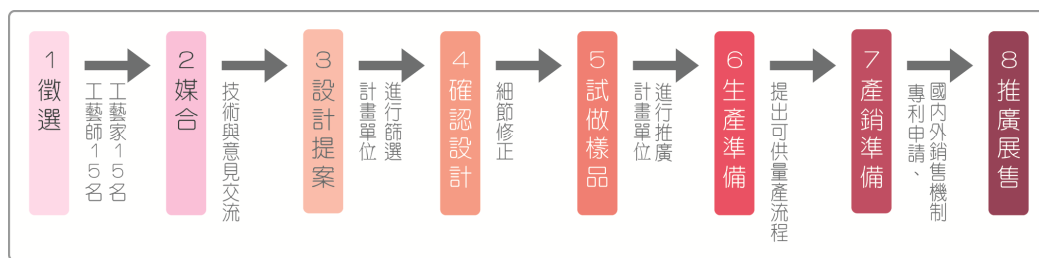 1 徵選
工藝師15名
工藝家15名
2 媒合
技術與意見交流
3 設計提案
計畫單位
進行篩選
4 確認設計
細節修正
5 試做樣品
計畫單位
進行推廣
6 生產準備
提出可供量產流程
7 產銷準備
專利申請、
國內外銷售機制
8 推廣展售